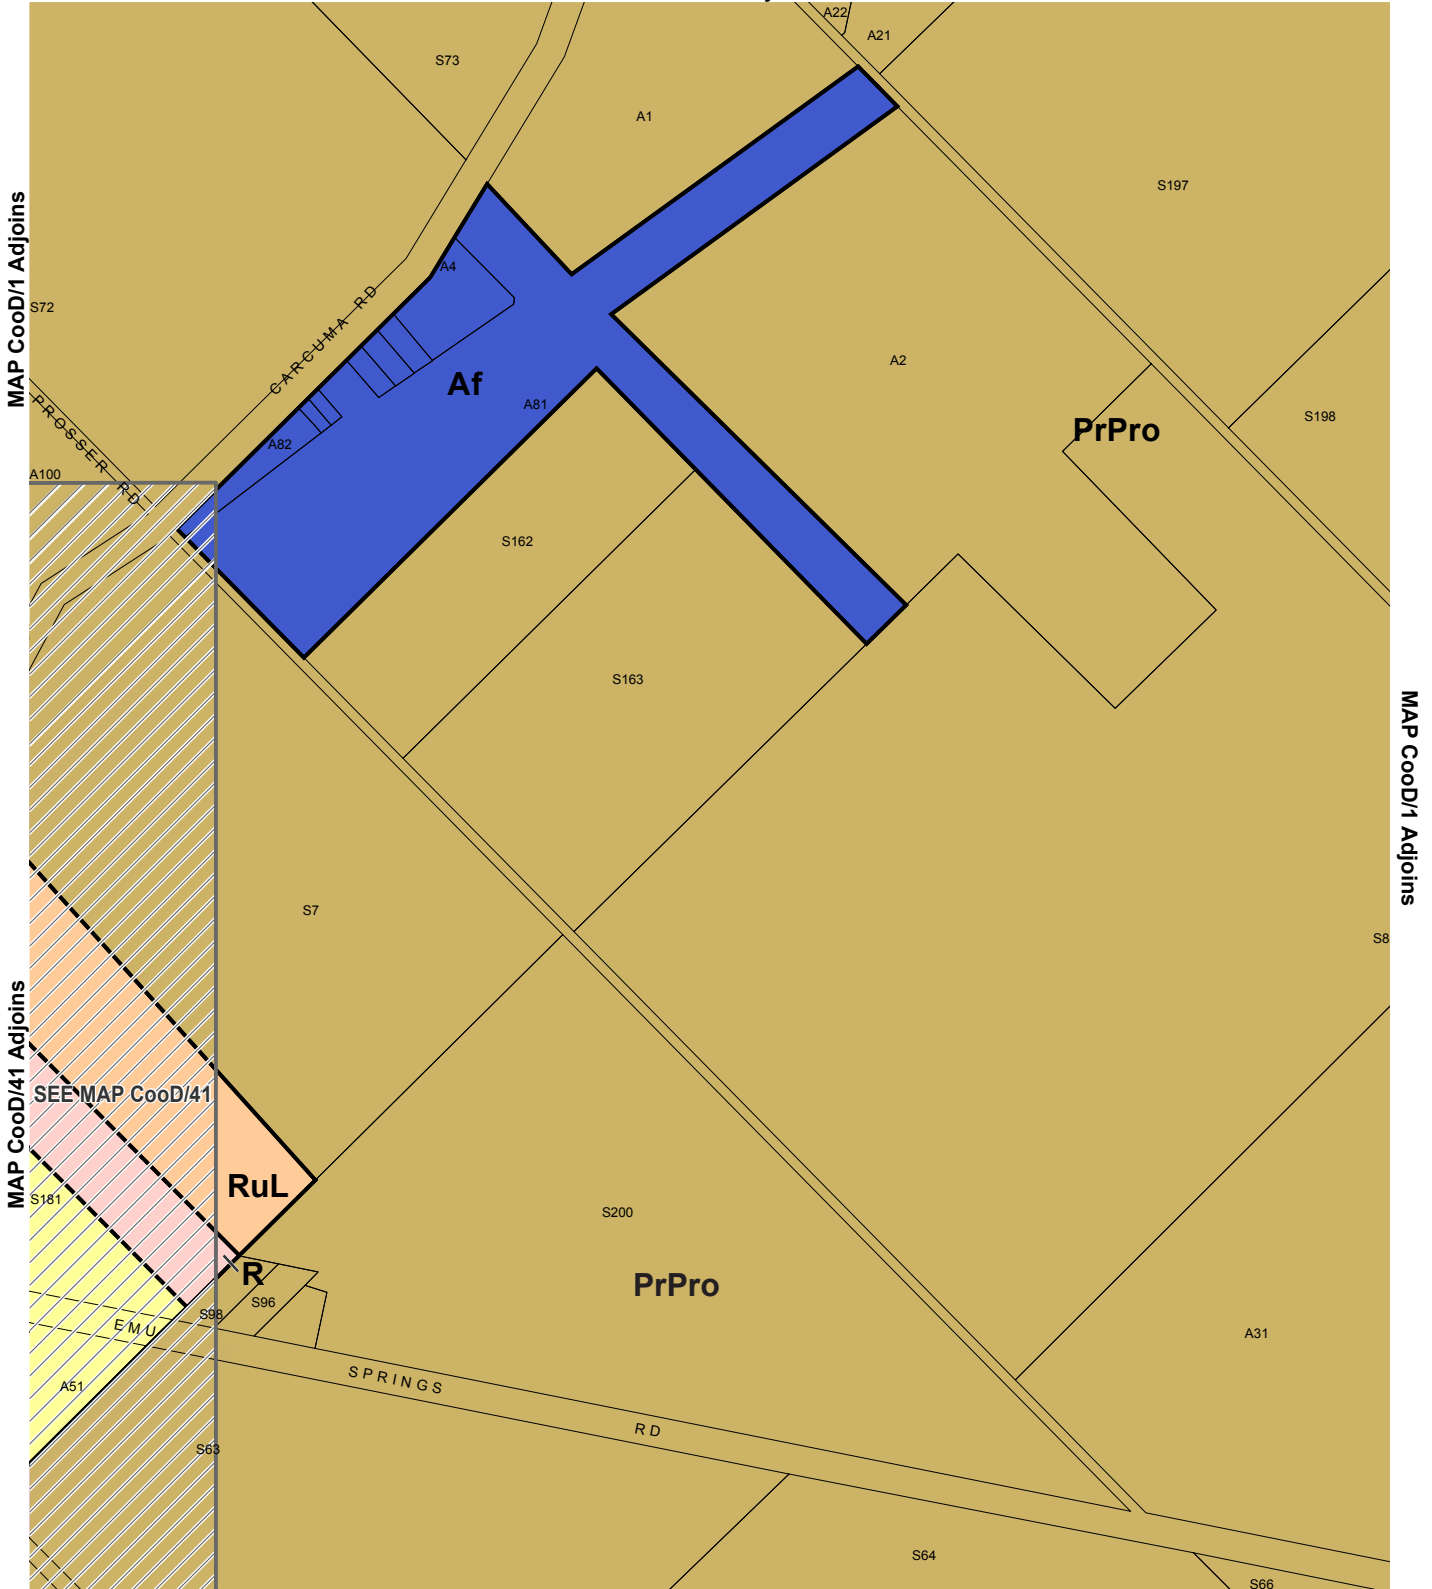 A22
A21
S73
A1
S197
MAP CooD/1 Adjoins
A4
S72
CARCUMA RD
A2
Af
A81
S198
PrPro
PROSSER RD
A82
A100
S162
S163
MAP CooD/1 Adjoins
S7
S8
MAP CooD/41 Adjoins
SEE MAP CooD/41
RuL
S181
S200
R
PrPro
S96
S98
EMU SPRINGS RD
A31
A51
S63
S64
S66